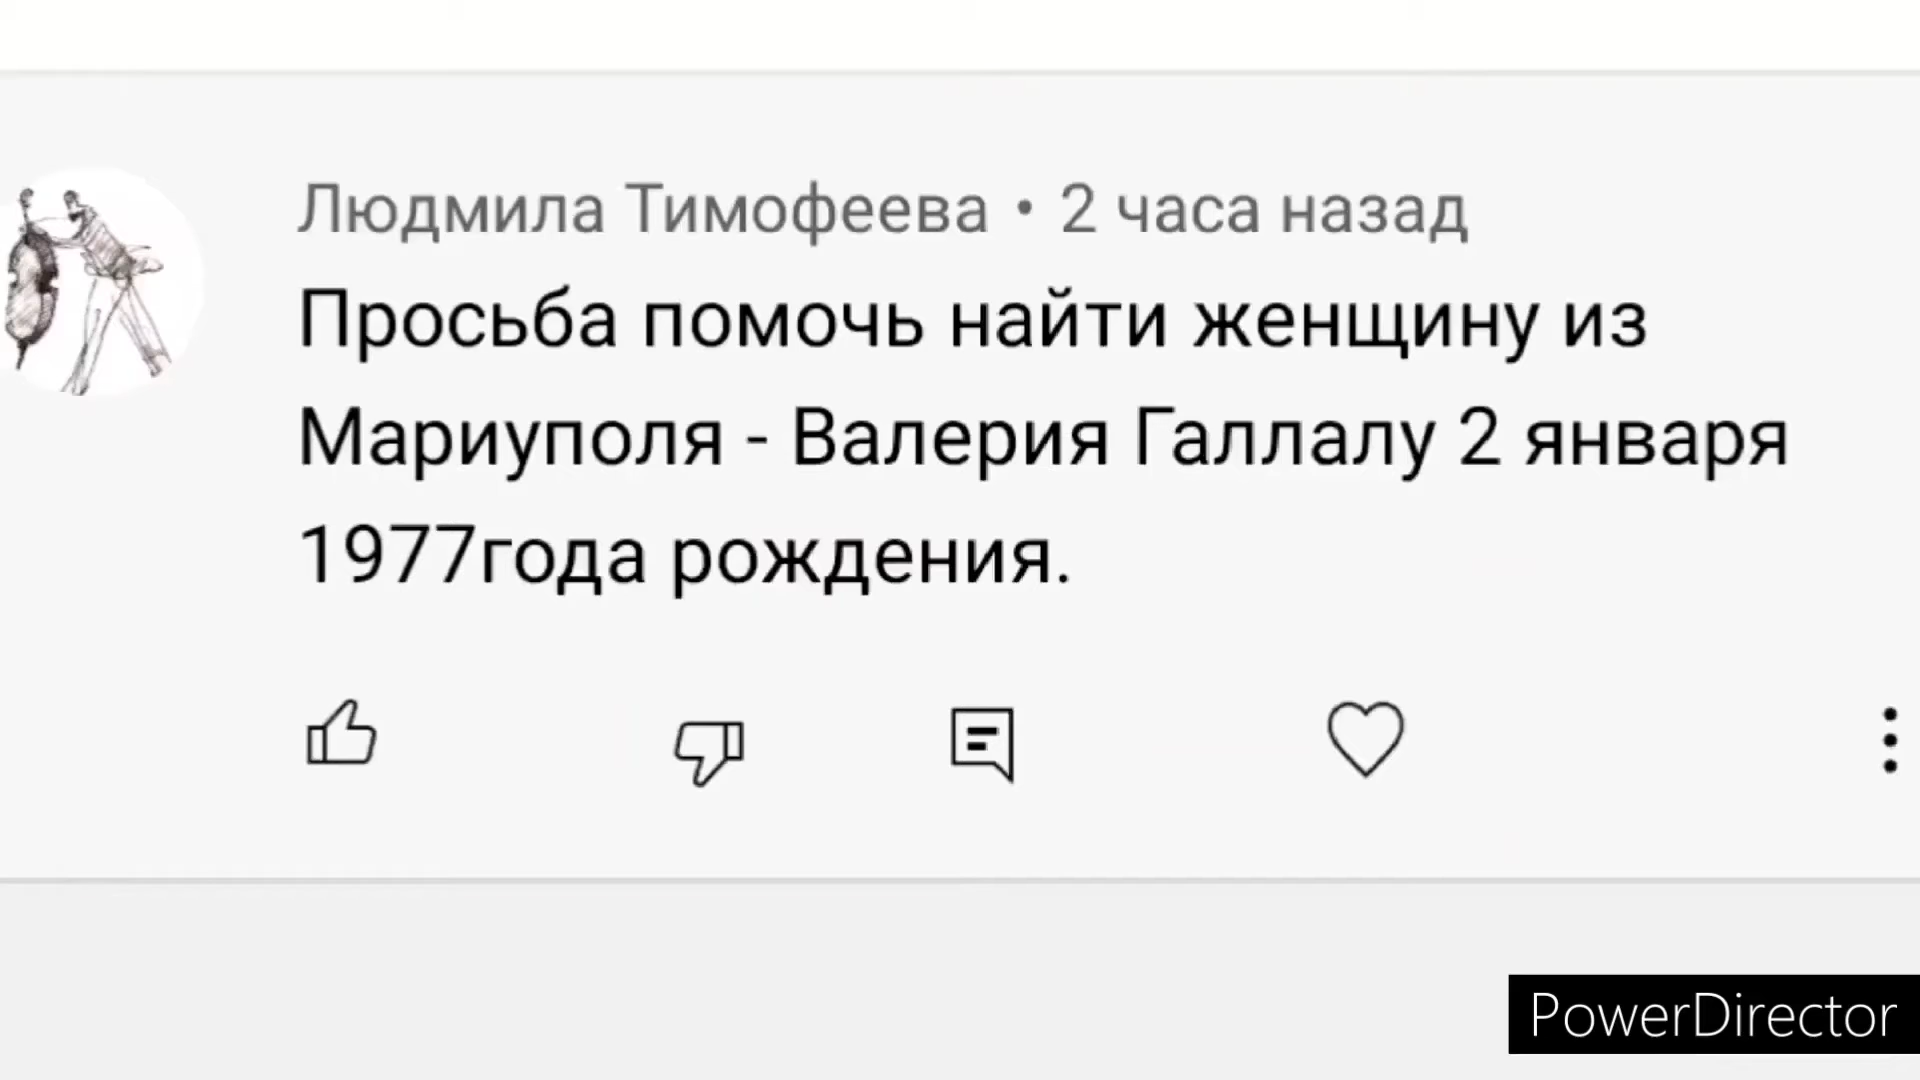 Людмила Тимофеева • 2 часа назад
Просьба помочь найти женщину из
Мариуполя - Валерия Галлалу 2 января
1977года рождения.
PowerDirector